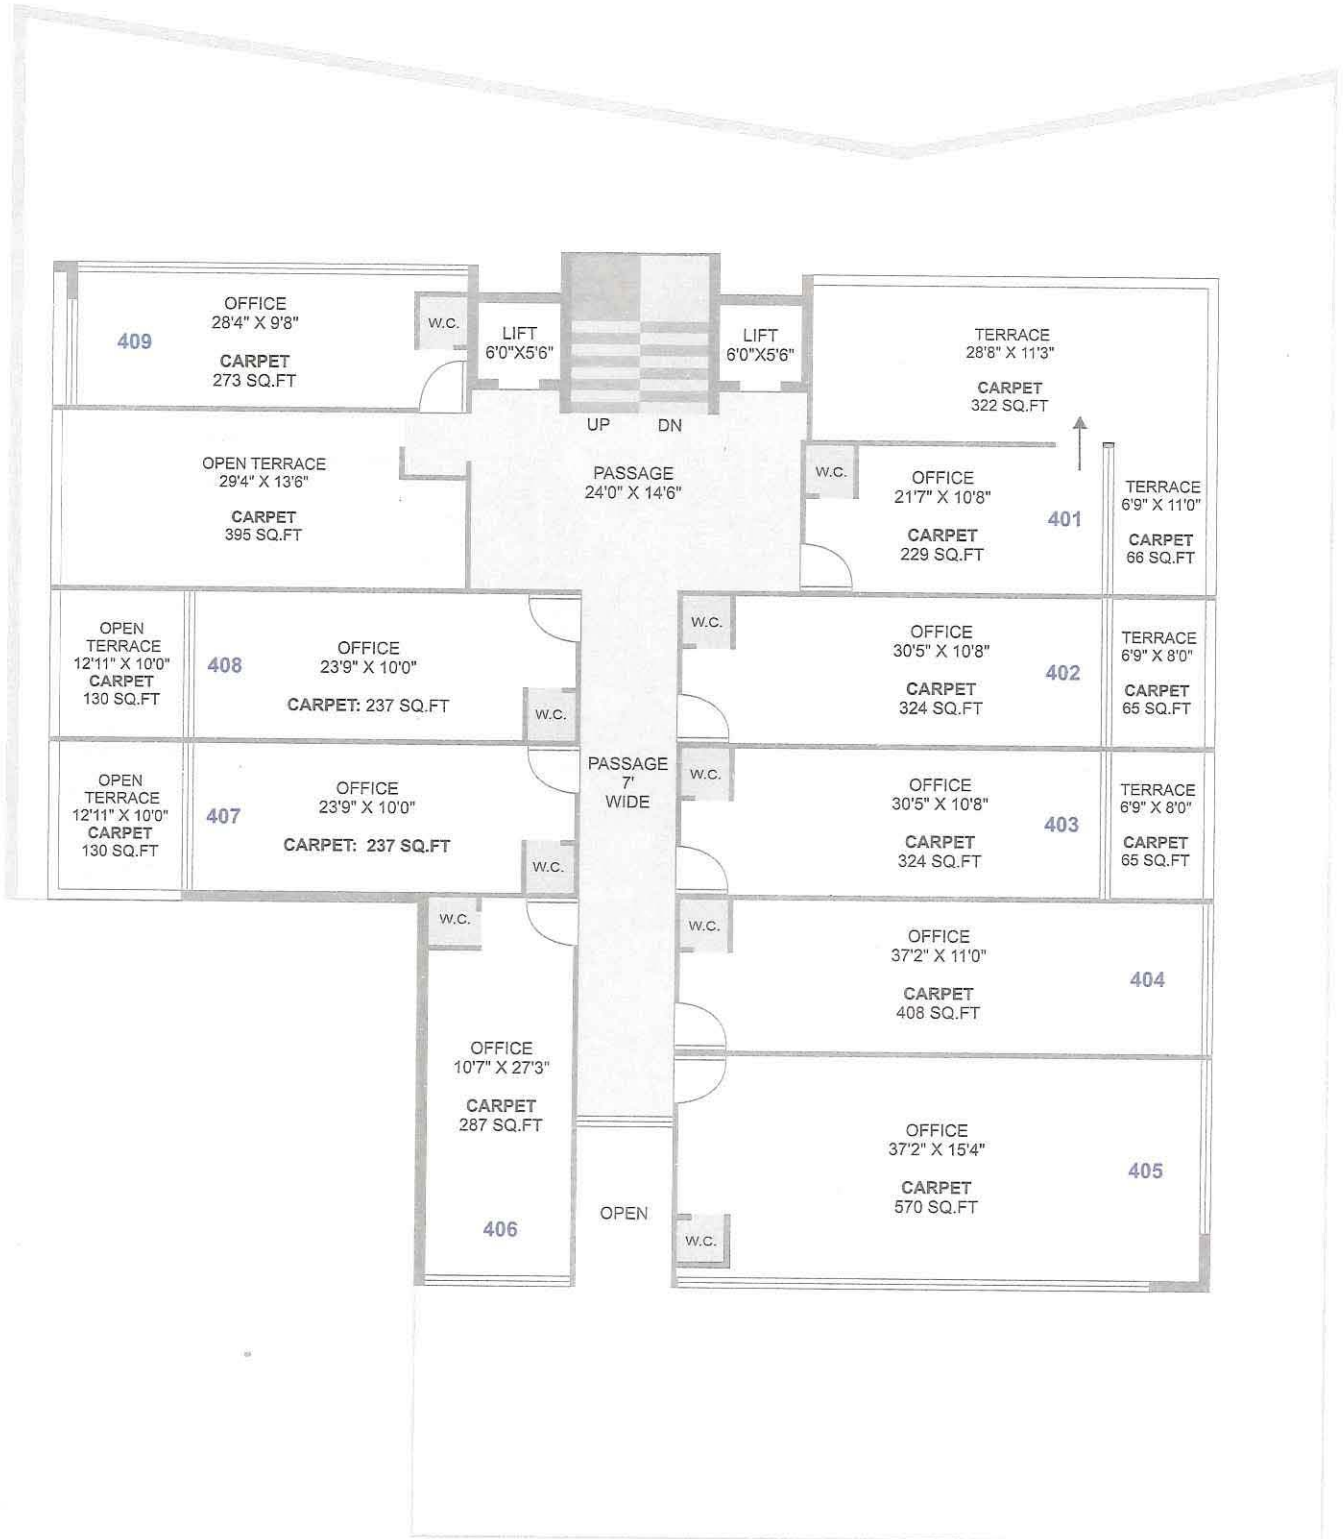 OFFICE
28'4" X 9'8"
CARPET
273 SQ.FT
409
W.C.
LIFT
6'0"X5'6"
LIFT
6'0"X5'6"
UP
DN
TERRACE
28'8" X 11'3"
CARPET
322 SQ.FT
OPEN TERRACE
29'4" X 13'6"
CARPET
395 SQ.FT
PASSAGE
24'0" X 14'6"
W.C.
OFFICE
21'7" X 10'8"
CARPET
229 SQ.FT
401
TERRACE
6'9" X 11'0"
CARPET
66 SQ.FT
OPEN
TERRACE
12'11" X 10'0"
CARPET
130 SQ.FT
408
OFFICE
23'9" X 10'0"
CARPET: 237 SQ.FT
W.C.
W.C.
OFFICE
30'5" X 10'8"
CARPET
324 SQ.FT
402
TERRACE
6'9" X 8'0"
CARPET
65 SQ.FT
OPEN
TERRACE
12'11" X 10'0"
CARPET
130 SQ.FT
407
OFFICE
23'9" X 10'0"
CARPET: 237 SQ.FT
W.C.
PASSAGE
7'
WIDE
W.C.
OFFICE
30'5" X 10'8"
CARPET
324 SQ.FT
403
TERRACE
6'9" X 8'0"
CARPET
65 SQ.FT
W.C.
W.C.
OFFICE
37'2" X 11'0"
CARPET
408 SQ.FT
404
OFFICE
10'7" X 27'3"
CARPET
287 SQ.FT
406
OPEN
OFFICE
37'2" X 15'4"
CARPET
570 SQ.FT
405
W.C.